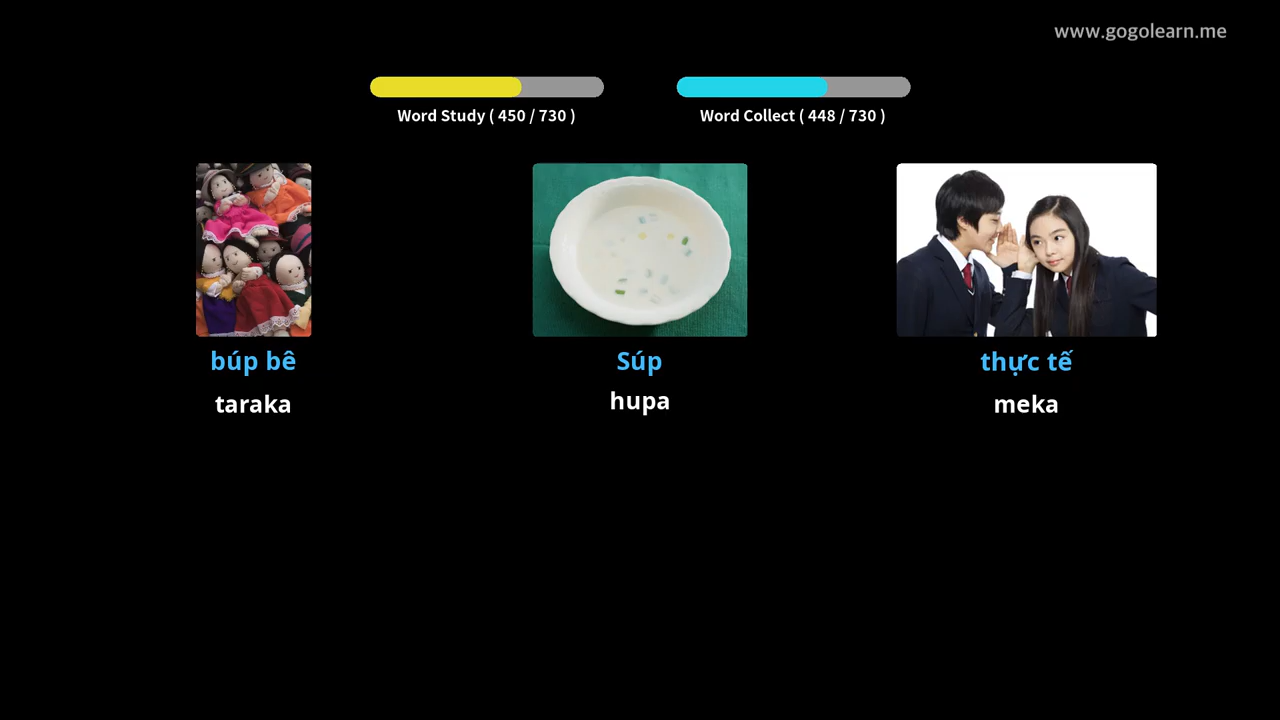 www.gogolearn.me
Word Study ( 450 / 730 )
Word Collect ( 448 / 730 )
búp bê
Súp
thực tế
taraka
hupa
meka